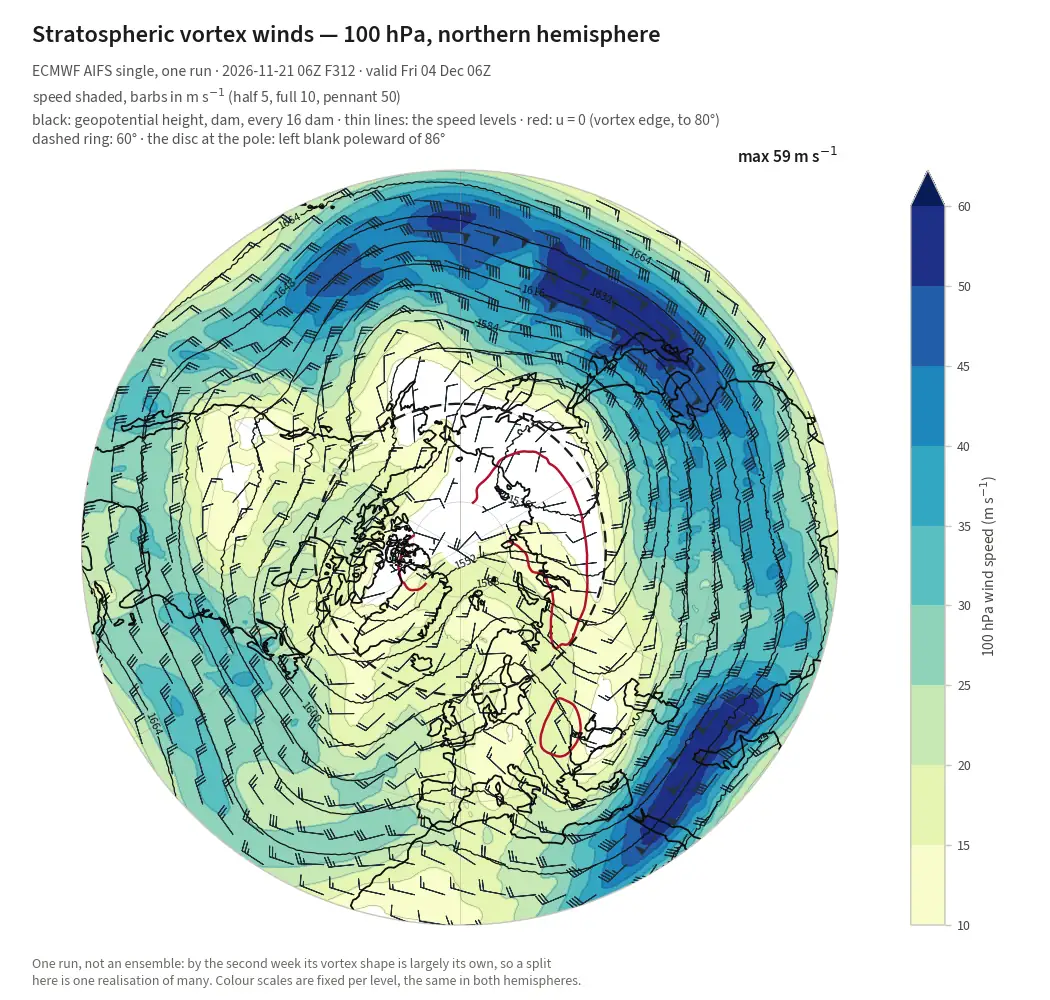 Stratospheric vortex winds — 100 hPa, northern hemisphere
ECMWF AIFS single, one run · 2026-11-21 06Z F312 · valid Fri 04 Dec 06Z
speed shaded, barbs in m s⁻¹ (half 5, full 10, pennant 50)
black: geopotential height, dam, every 16 dam · thin lines: the speed levels · red: u = 0 (vortex edge, to 80°)
dashed ring: 60° · the disc at the pole: left blank poleward of 86°
max 59 m s⁻¹
1664
1664
1648
1616
1632
1584
1536
1552
1568
1600
1664
60
50
45
40
35
30
25
20
15
10
100 hPa wind speed (m s⁻¹)
One run, not an ensemble: by the second week its vortex shape is largely its own, so a split
here is one realisation of many. Colour scales are fixed per level, the same in both hemispheres.